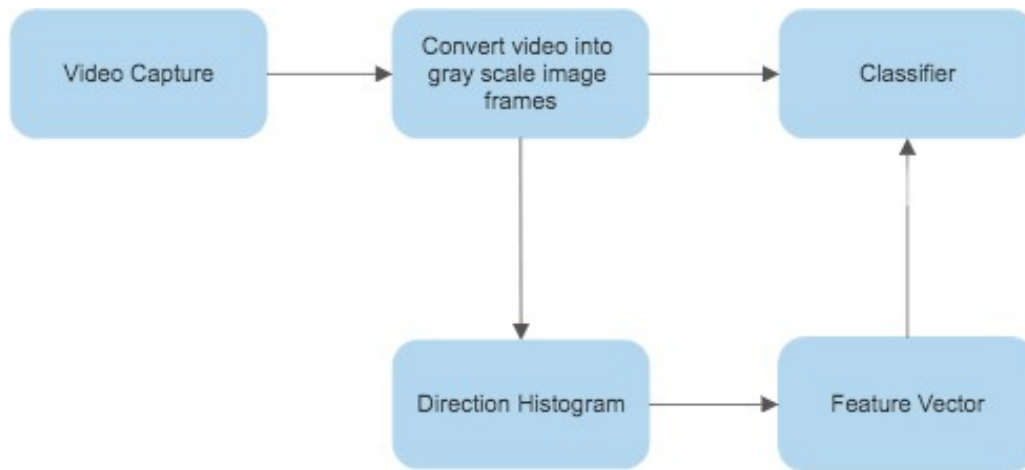 Video Capture
Convert video into
gray scale image
frames
Classifier
Direction Histogram
Feature Vector